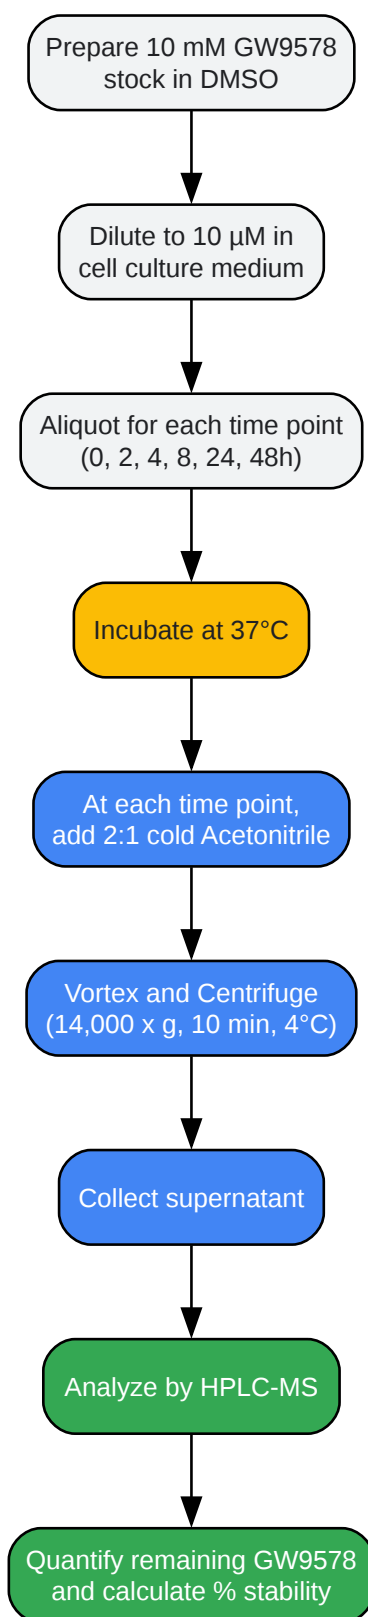 Prepare 10 mM GW9578
stock in DMSO
Dilute to 10 µM in
cell culture medium
Aliquot for each time point
(0, 2, 4, 8, 24, 48h)
Incubate at 37°C
At each time point,
add 2:1 cold Acetonitrile
Vortex and Centrifuge
(14,000 x g, 10 min, 4°C)
Collect supernatant
Analyze by HPLC-MS
Quantify remaining GW9578
and calculate % stability